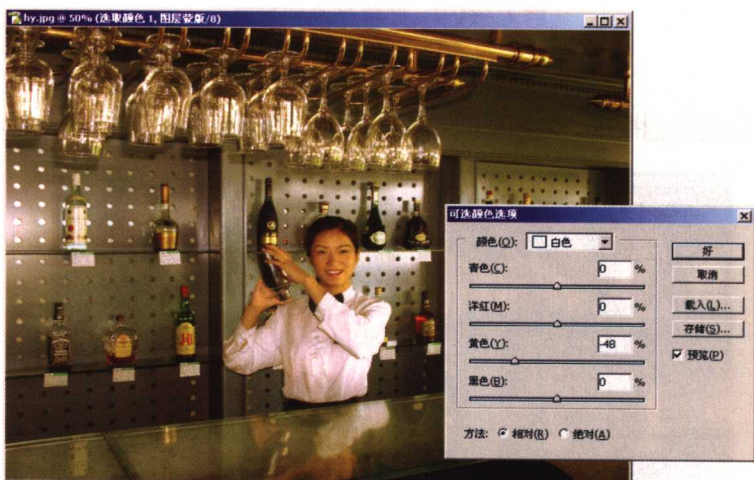 hy.jpg @ 50% (选取颜色 1, 图层蒙版/8)
可选颜色选项
颜色(O): 白色
青色(C): 0 %
洋红(M): 0 %
黄色(Y): -48 %
黑色(B): 0 %
方法: 相对(R) 绝对(A)
好
取消
载入(L)...
存储(S)...
预览(P)
J&B